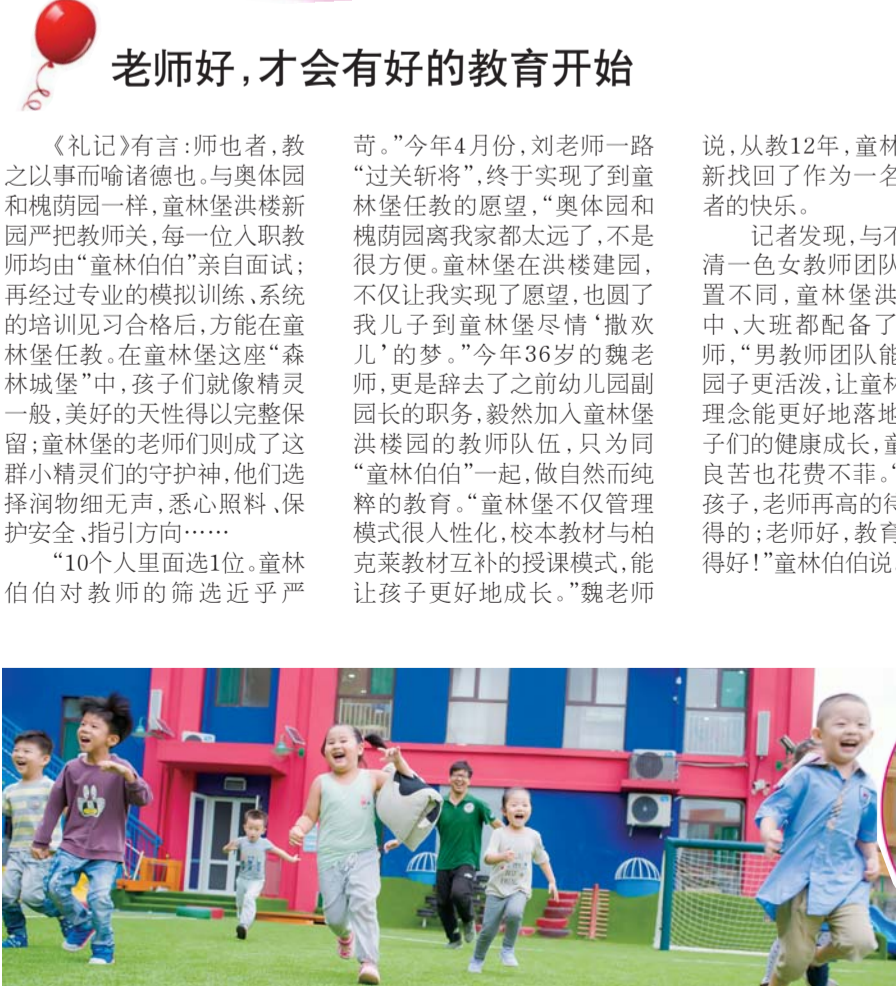 老师好，才会有好的教育开始
《礼记》有言：师也者，教
之以事而喻诸德也。与奥体园
和槐荫园一样，童林堡洪楼新
园严把教师关，每一位入职教
师均由“童林伯伯”亲自面试；
再经过专业的模拟训练、系统
的培训见习合格后，方能在童
林堡任教。在童林堡这座“森
林城堡”中，孩子们就像精灵
一般，美好的天性得以完整保
留；童林堡的老师们则成了这
群小精灵们的守护神，他们选
择润物细无声，悉心照料、保
护安全、指引方向……
“10个人里面选1位。童林
伯伯对教师的筛选近乎严
苛。”今年4月份，刘老师一路
“过关斩将”，终于实现了到童
林堡任教的愿望，“奥体园和
槐荫园离我家都太远了，不是
很方便。童林堡在洪楼建园，
不仅让我实现了愿望，也圆了
我儿子到童林堡尽情‘撒欢
儿’的梦。”今年36岁的魏老
师，更是辞去了之前幼儿园副
园长的职务，毅然加入童林堡
洪楼园的教师队伍，只为同
“童林伯伯”一起，做自然而纯
粹的教育。“童林堡不仅管理
模式很人性化，校本教材与柏
克莱教材互补的授课模式，能
让孩子更好地成长。”魏老师
说，从教12年，童林
新找回了作为一名
者的快乐。
记者发现，与不
清一色女教师团队
置不同，童林堡洪
中、大班都配备了
师，“男教师团队能
园子更活泼，让童林
理念能更好地落地
子们的健康成长，童
良苦也花费不菲。“
孩子，老师再高的待
得的；老师好，教育
得好！”童林伯伯说